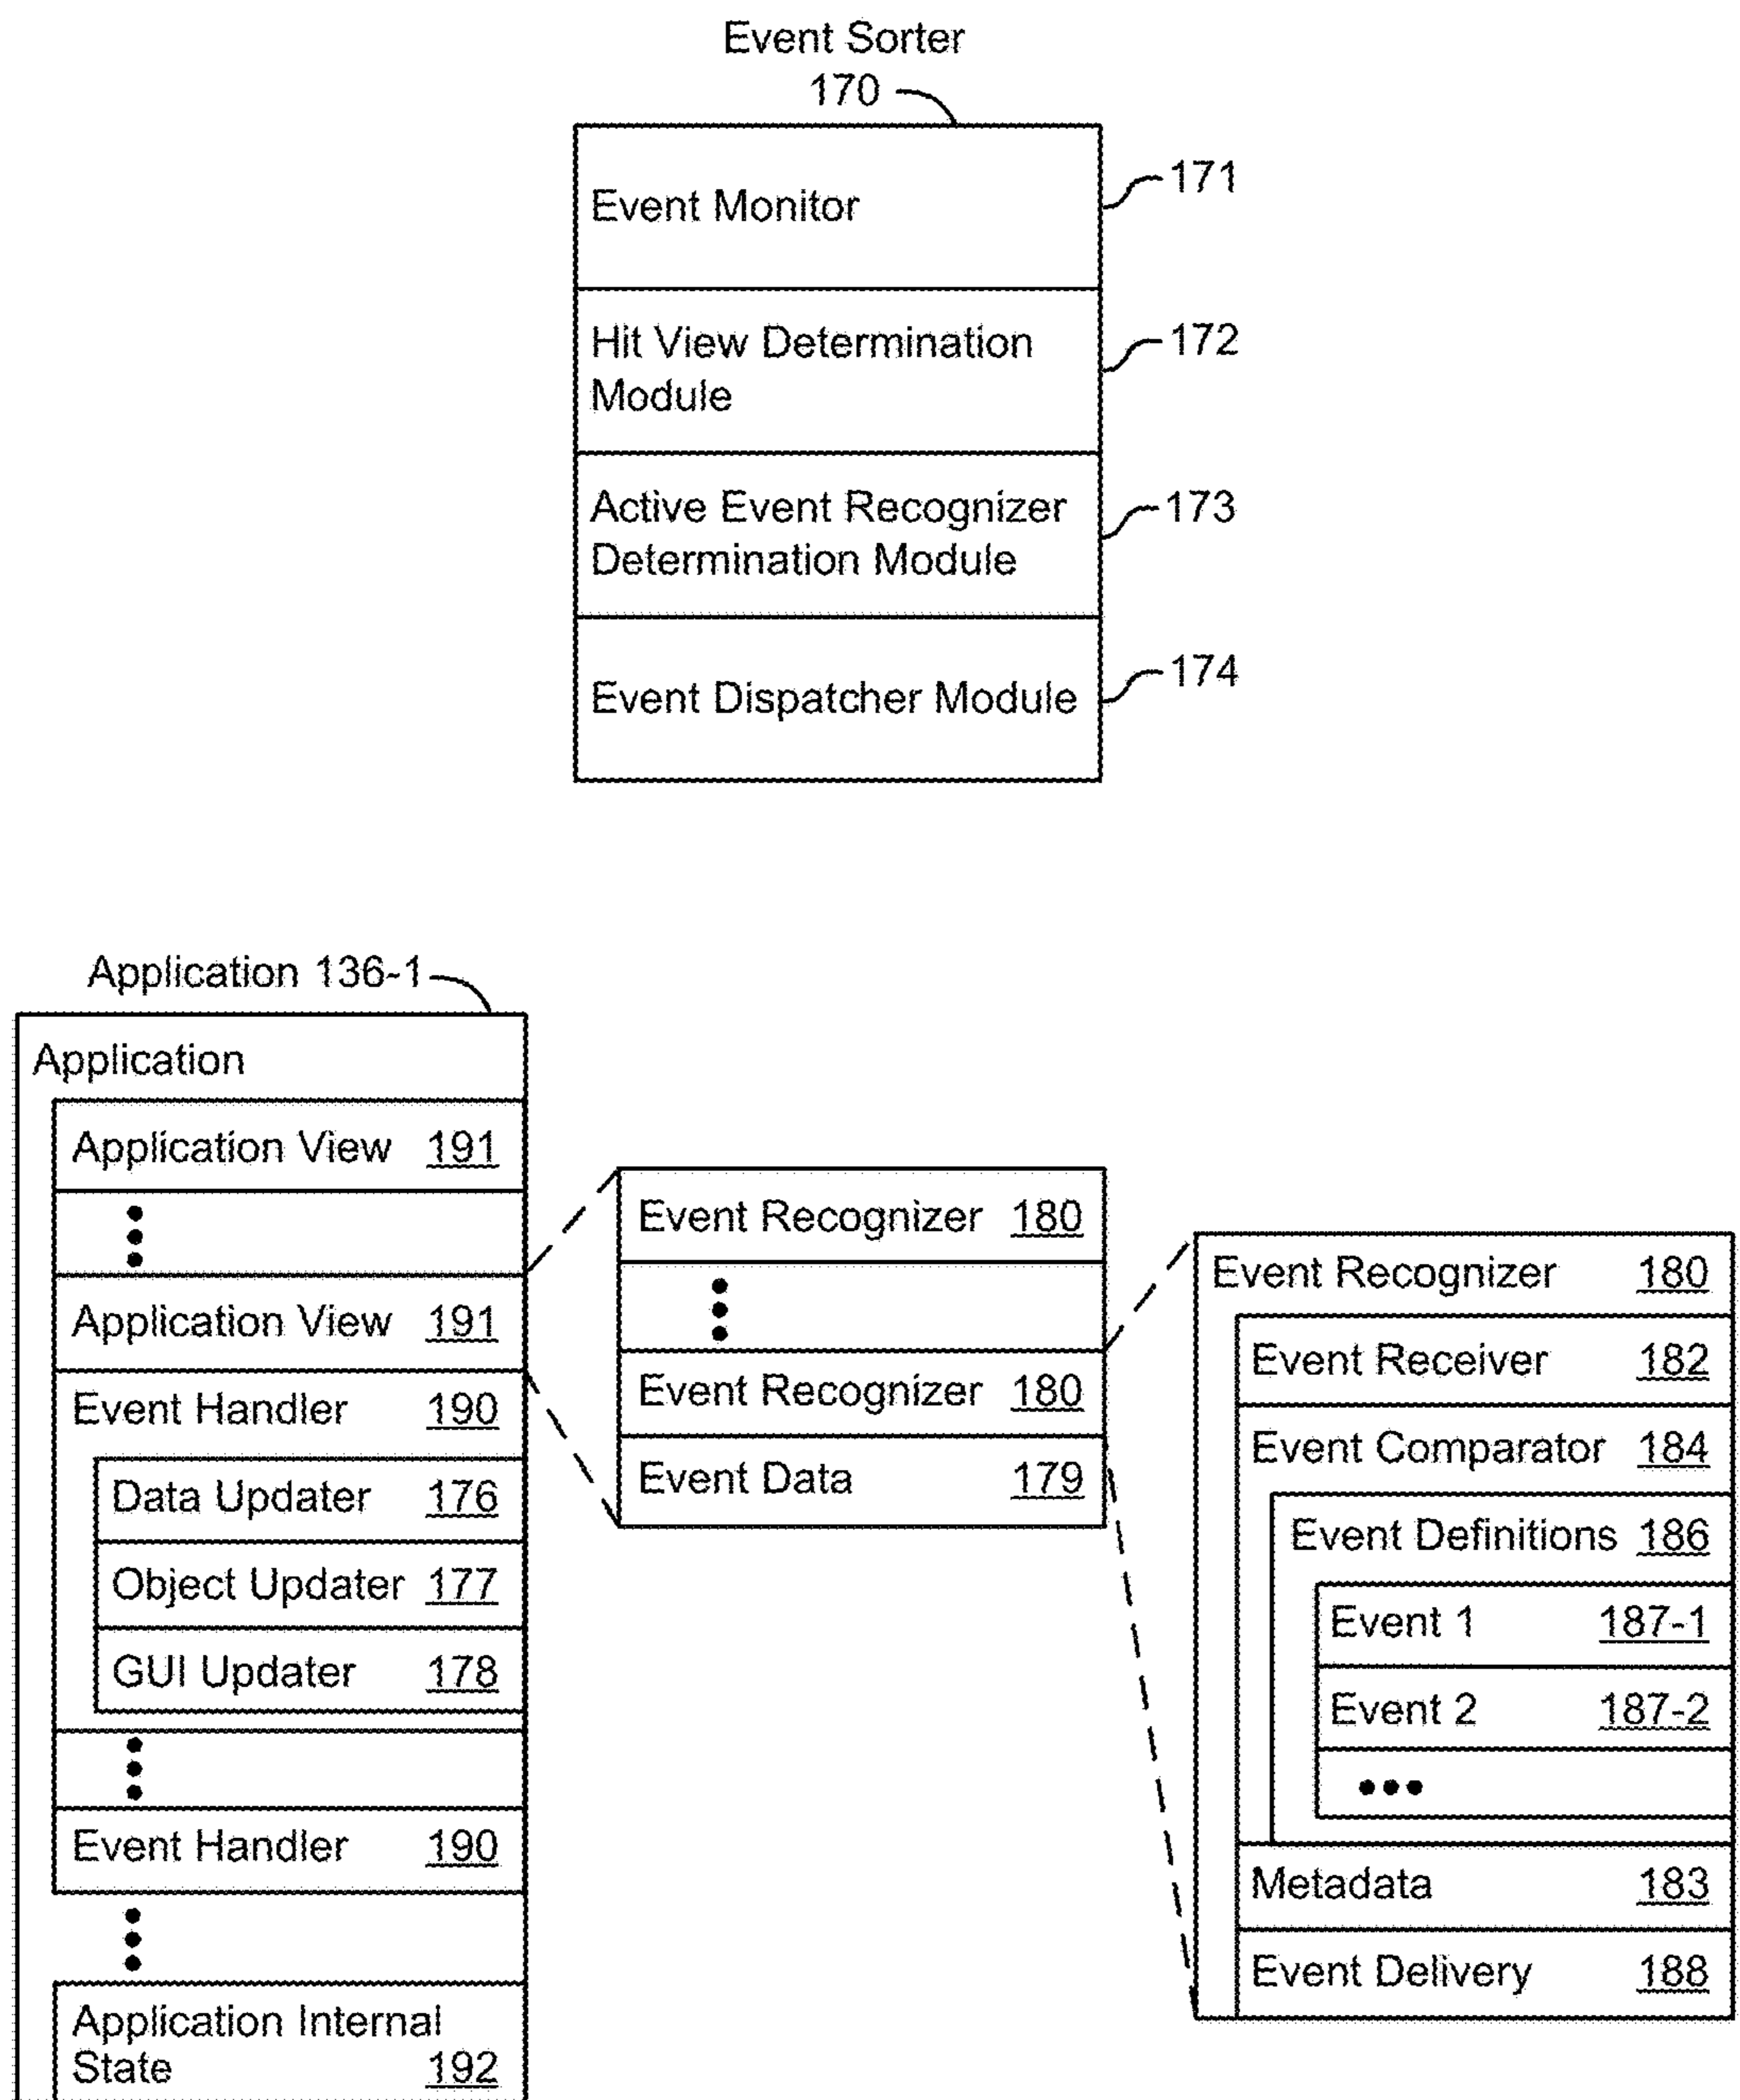 Event Sorter
170
Event Monitor
171
Hit View Determination
Module
172
Active Event Recognizer
Determination Module
173
Event Dispatcher Module
174
Application 136-1
Application
Application View 191
Application View 191
Event Handler 190
Data Updater 176
Object Updater 177
GUI Updater 178
Event Handler 190
Application Internal
State 192
Event Recognizer 180
Event Recognizer 180
Event Data 179
Event Recognizer 180
Event Receiver 182
Event Comparator 184
Event Definitions 186
Event 1 187-1
Event 2 187-2
Metadata 183
Event Delivery 188